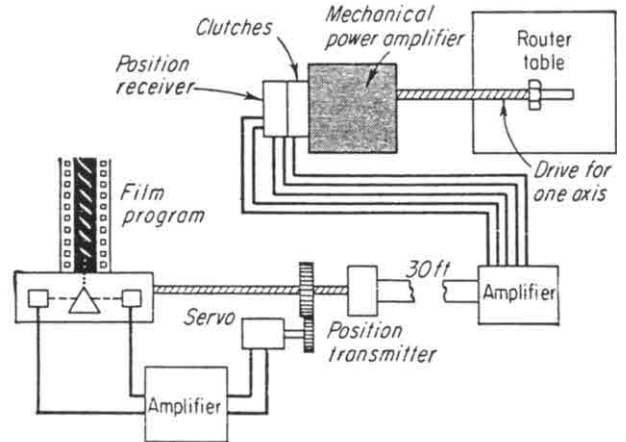 Clutches
Mechanical
power amplifier
Router
table
Position
receiver
Drive for
one axis
Film
program
30 ft
Amplifier
Servo
Position
transmitter
Amplifier